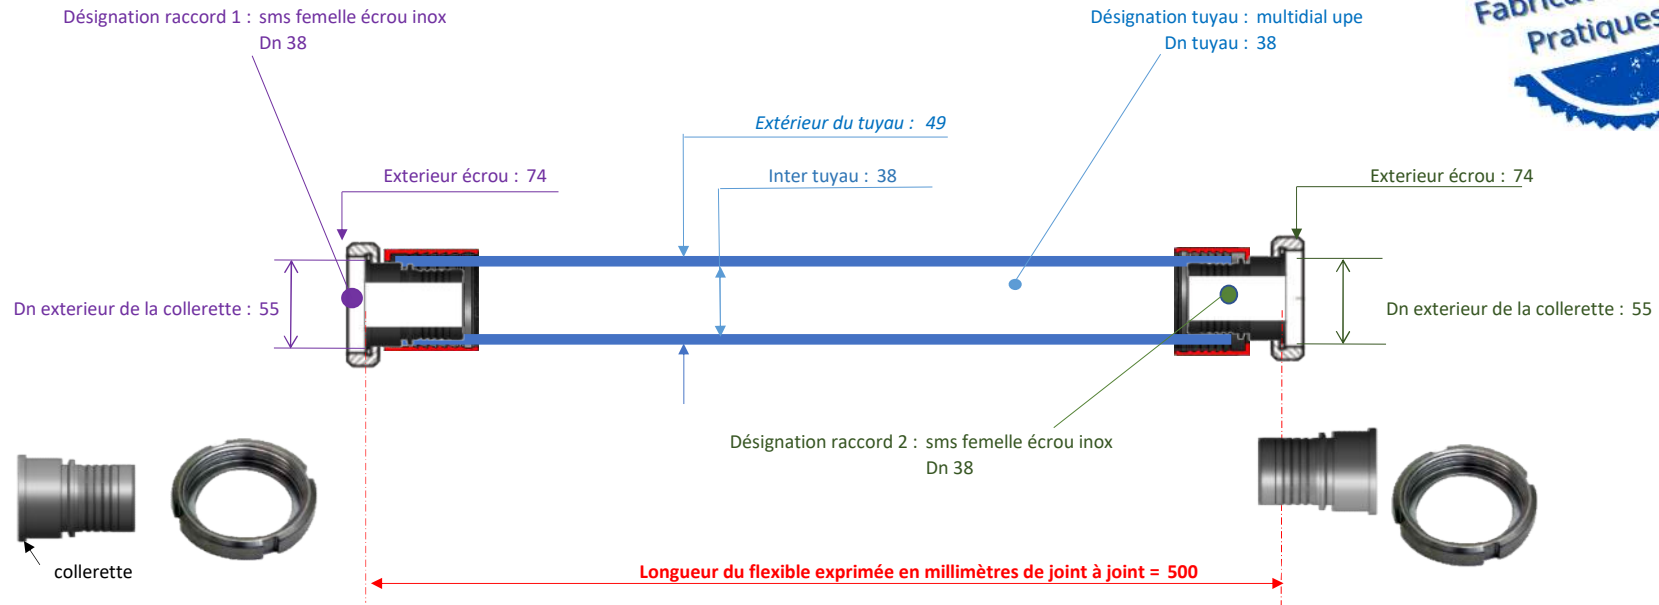 Désignation raccord 1 : sms femelle écrou inox
Dn 38
Désignation tuyau : multidial upe
Dn tuyau : 38
Pratiques
Extérieur du tuyau : 49
Exterieur écrou : 74
Inter tuyau : 38
Exterieur écrou : 74
Dn exterieur de la collerette : 55
Dn exterieur de la collerette : 55
Désignation raccord 2 : sms femelle écrou inox
Dn 38
collerette
Longueur du flexible exprimée en millimètres de joint à joint = 500